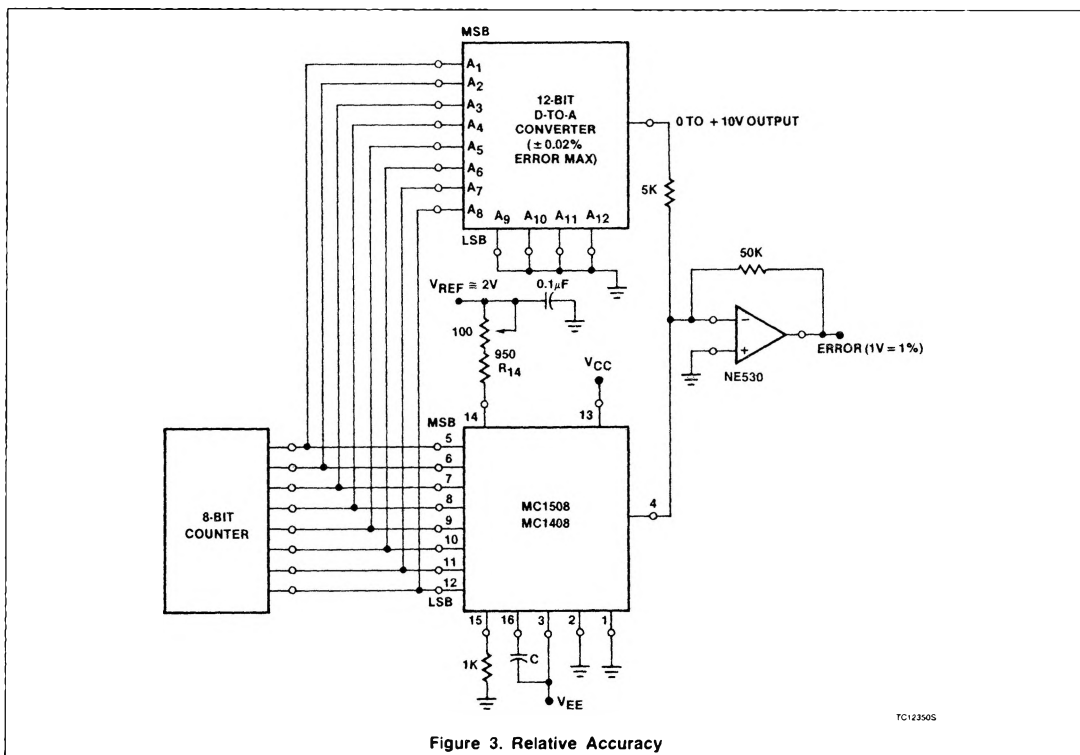 MSB
A1
A2
A3
A4
A5
A6
A7
A8
12-BIT
D-TO-A
CONVERTER
(± 0.02%
ERROR MAX)
0 TO + 10V OUTPUT
5K
A9 A10 A11 A12
LSB
50K
VREF ≅ 2V
0.1µF
100
950
R14
−
+
NE530
ERROR (1V = 1%)
VCC
14
13
MSB
5
6
7
8
9
10
11
12
LSB
8-BIT
COUNTER
MC1508
MC1408
4
15 16 3 2 1
1K
C
VEE
TC12350S
Figure 3. Relative Accuracy